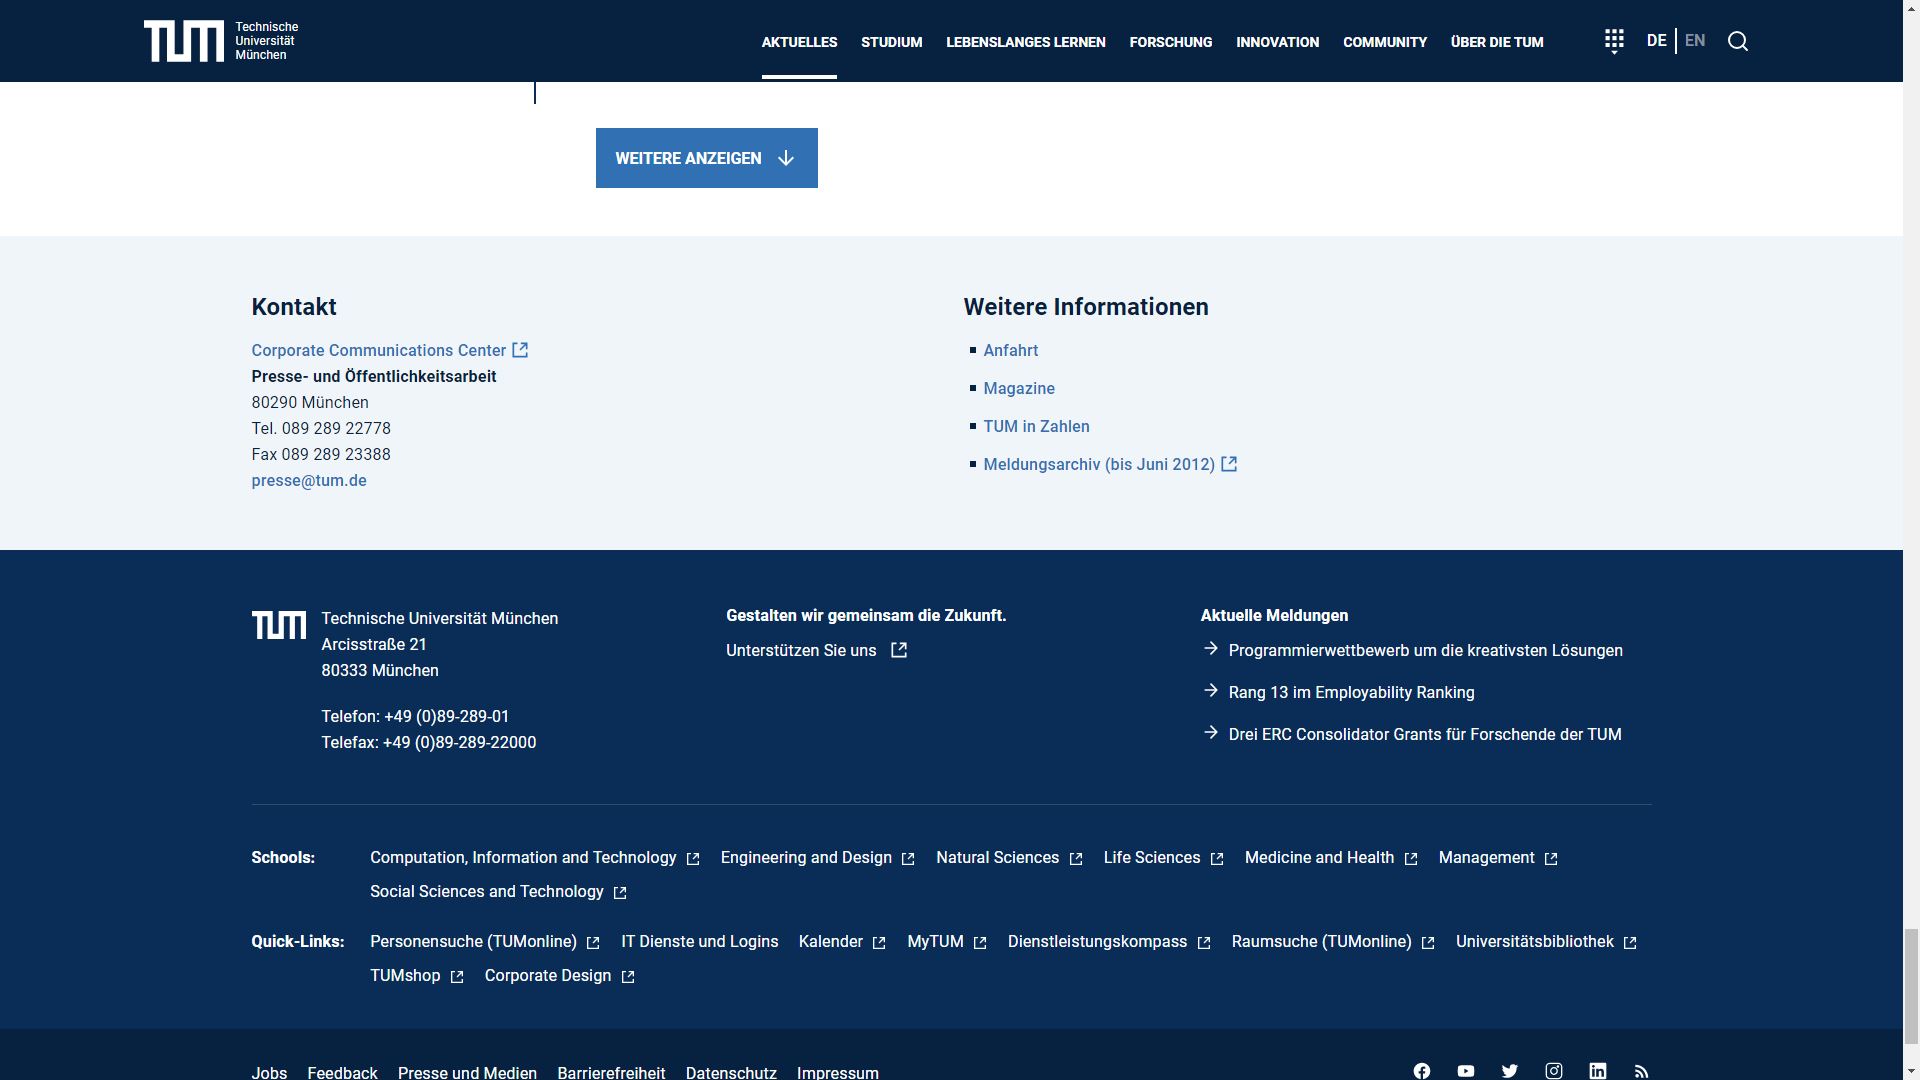 TUM Technische
Universität
München
AKTUELLES STUDIUM LEBENSLANGES LERNEN FORSCHUNG INNOVATION COMMUNITY ÜBER DIE TUM DE EN
WEITERE ANZEIGEN
Kontakt
Corporate Communications Center
Presse- und Öffentlichkeitsarbeit
80290 München
Tel. 089 289 22778
Fax 089 289 23388
presse@tum.de
Weitere Informationen
Anfahrt
Magazine
TUM in Zahlen
Meldungsarchiv (bis Juni 2012)
TUM Technische Universität München
Arcisstraße 21
80333 München
Telefon: +49 (0)89-289-01
Telefax: +49 (0)89-289-22000
Gestalten wir gemeinsam die Zukunft.
Unterstützen Sie uns
Aktuelle Meldungen
Programmierwettbewerb um die kreativsten Lösungen
Rang 13 im Employability Ranking
Drei ERC Consolidator Grants für Forschende der TUM
Schools: Computation, Information and Technology Engineering and Design Natural Sciences Life Sciences Medicine and Health Management
Social Sciences and Technology
Quick-Links: Personensuche (TUMonline) IT Dienste und Logins Kalender MyTUM Dienstleistungskompass Raumsuche (TUMonline) Universitätsbibliothek
TUMshop Corporate Design
Jobs Feedback Presse und Medien Barrierefreiheit Datenschutz Impressum